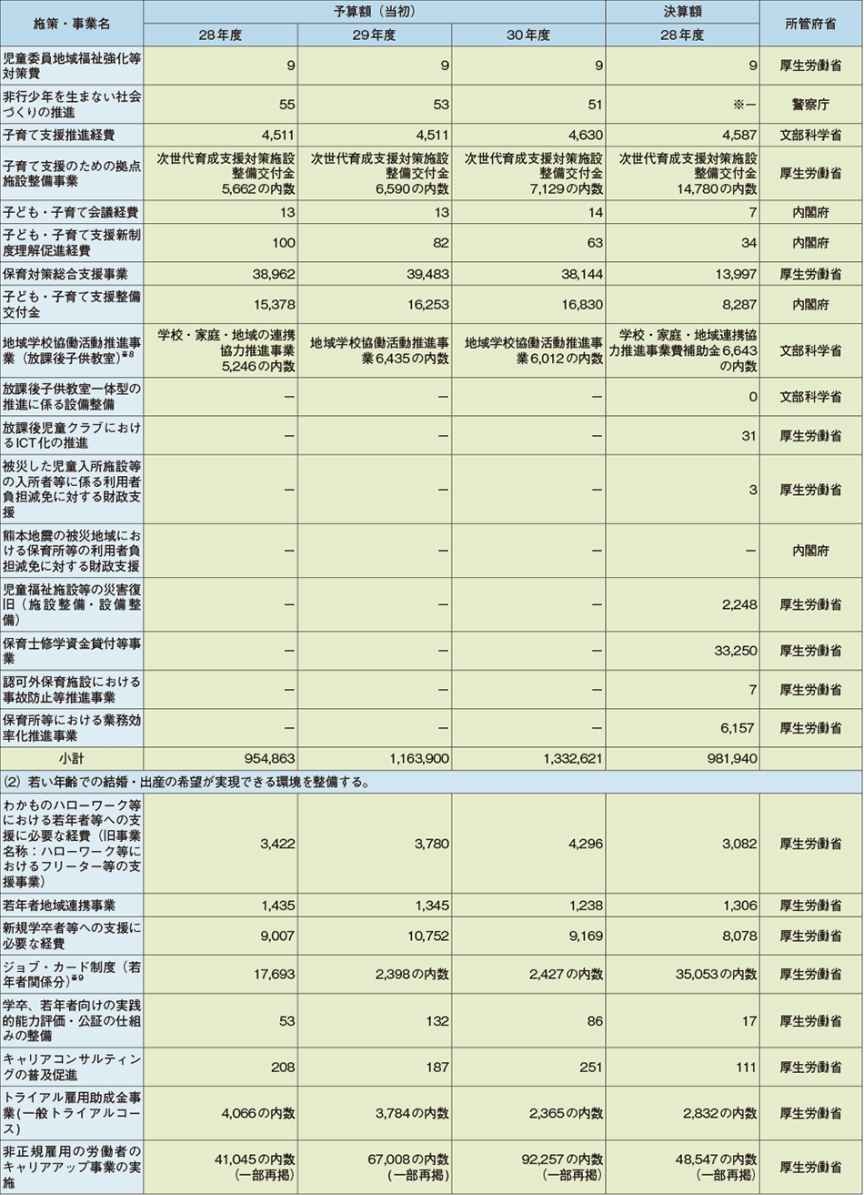 施策・事業名 予算額（当初） 決算額 所管府省
28年度 29年度 30年度 28年度
児童委員地域福祉強化等
対策費 9 9 9 9 厚生労働省
非行少年を生まない社会
づくりの推進 55 53 51 ※－ 警察庁
子育て支援推進経費 4,511 4,511 4,630 4,587 文部科学省
子育て支援のための拠点
施設整備事業
次世代育成支援対策施設
整備交付金
5,662の内数
次世代育成支援対策施設
整備交付金
6,590の内数
次世代育成支援対策施設
整備交付金
7,129の内数
次世代育成支援対策施設
整備交付金
14,780の内数
厚生労働省
子ども・子育て会議経費 13 13 14 7 内閣府
子ども・子育て支援新制
度理解促進経費 100 82 63 34 内閣府
保育対策総合支援事業 38,962 39,483 38,144 13,997 厚生労働省
子ども・子育て支援整備
交付金 15,378 16,253 16,830 8,287 内閣府
地域学校協働活動推進事
業（放課後子供教室）※8
学校・家庭・地域の連携
協力推進事業
5,246の内数
地域学校協働活動推進事
業6,435の内数
地域学校協働活動推進事
業6,012の内数
学校・家庭・地域連携協
力推進事業費補助金6,643
の内数
文部科学省
放課後子供教室一体型の
推進に係る設備整備 － － － 0 文部科学省
放課後児童クラブにおけ
るICT化の推進 － － － 31 厚生労働省
被災した児童入所施設等
の入所者等に係る利用者
負担減免に対する財政支
援 － － － 3 厚生労働省
熊本地震の被災地域にお
ける保育所等の利用者負
担減免に対する財政支援 － － － － 内閣府
児童福祉施設等の災害復
旧（施設整備・設備整
備） － － － 2,248 厚生労働省
保育士修学資金貸付等事
業 － － － 33,250 厚生労働省
認可外保育施設における
事故防止等推進事業 － － － 7 厚生労働省
保育所等における業務効
率化推進事業 － － － 6,157 厚生労働省
小計 954,863 1,163,900 1,332,621 981,940
（2）若い年齢での結婚・出産の希望が実現できる環境を整備する。
わかものハローワーク等
における若年者等への支
援に必要な経費（旧事業
名称：ハローワーク等に
おけるフリーター等の支
援事業） 3,422 3,780 4,296 3,082 厚生労働省
若年者地域連携事業 1,435 1,345 1,238 1,306 厚生労働省
新規学卒者等への支援に
必要な経費 9,007 10,752 9,169 8,078 厚生労働省
ジョブ・カード制度（若
年者関係分）※9 17,693 2,398の内数 2,427の内数 35,053の内数 厚生労働省
学卒、若年者向けの実践
的能力評価・公証の仕組
みの整備 53 132 86 17 厚生労働省
キャリアコンサルティン
グの普及促進 208 187 251 111 厚生労働省
トライアル雇用助成金事
業(一般トライアルコー
ス) 4,066の内数 3,784の内数 2,365の内数 2,832の内数 厚生労働省
非正規雇用の労働者の
キャリアアップ事業の実
施
41,045の内数
（一部再掲）
67,008の内数
(一部再掲)
92,257の内数
（一部再掲）
48,547の内数
（一部再掲）
厚生労働省